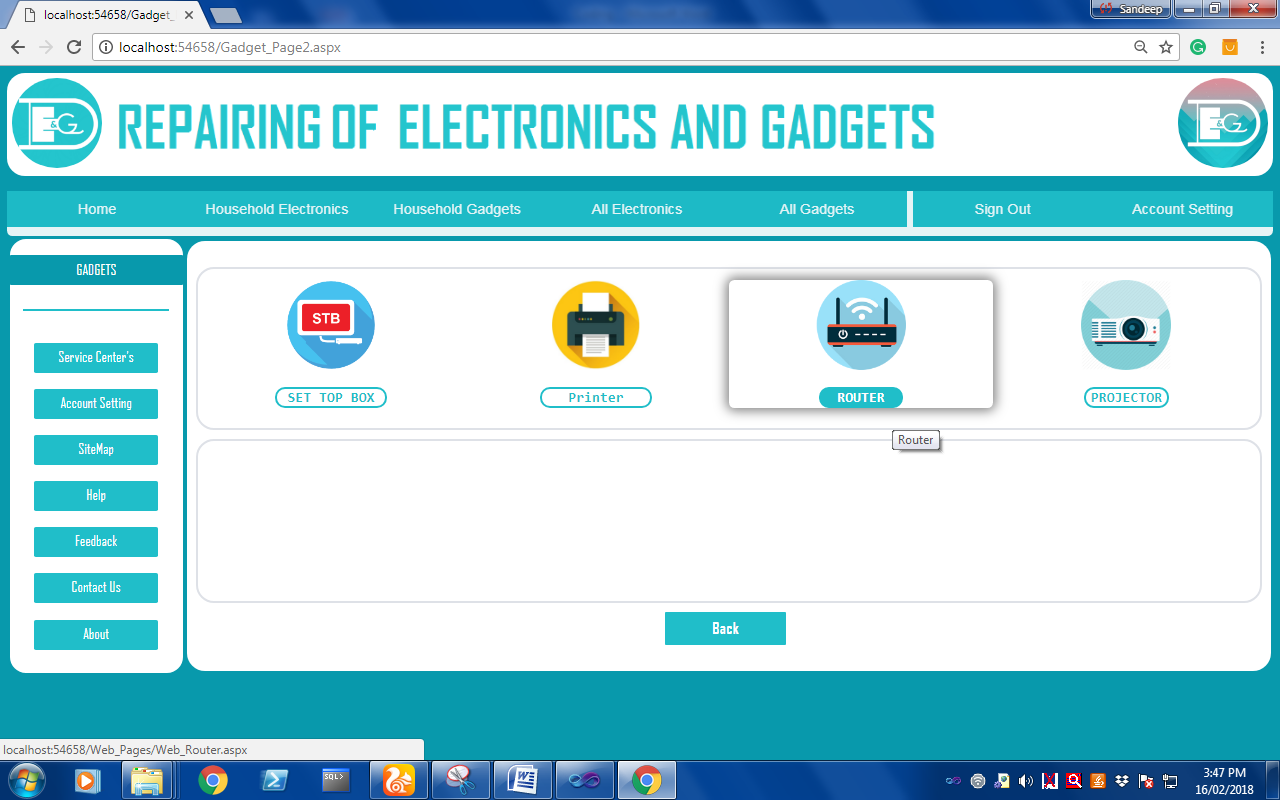 localhost:54658/Gadget_
Sandeep
localhost:54658/Gadget_Page2.aspx
E&G
REPAIRING OF ELECTRONICS AND GADGETS
E&G
Home Household Electronics Household Gadgets All Electronics All Gadgets Sign Out Account Setting
GADGETS
Service Center's
Account Setting
SiteMap
Help
Feedback
Contact Us
About
STB
SET TOP BOX Printer ROUTER PROJECTOR
Router
Back
localhost:54658/Web_Pages/Web_Router.aspx
SQL>
3:47 PM
16/02/2018